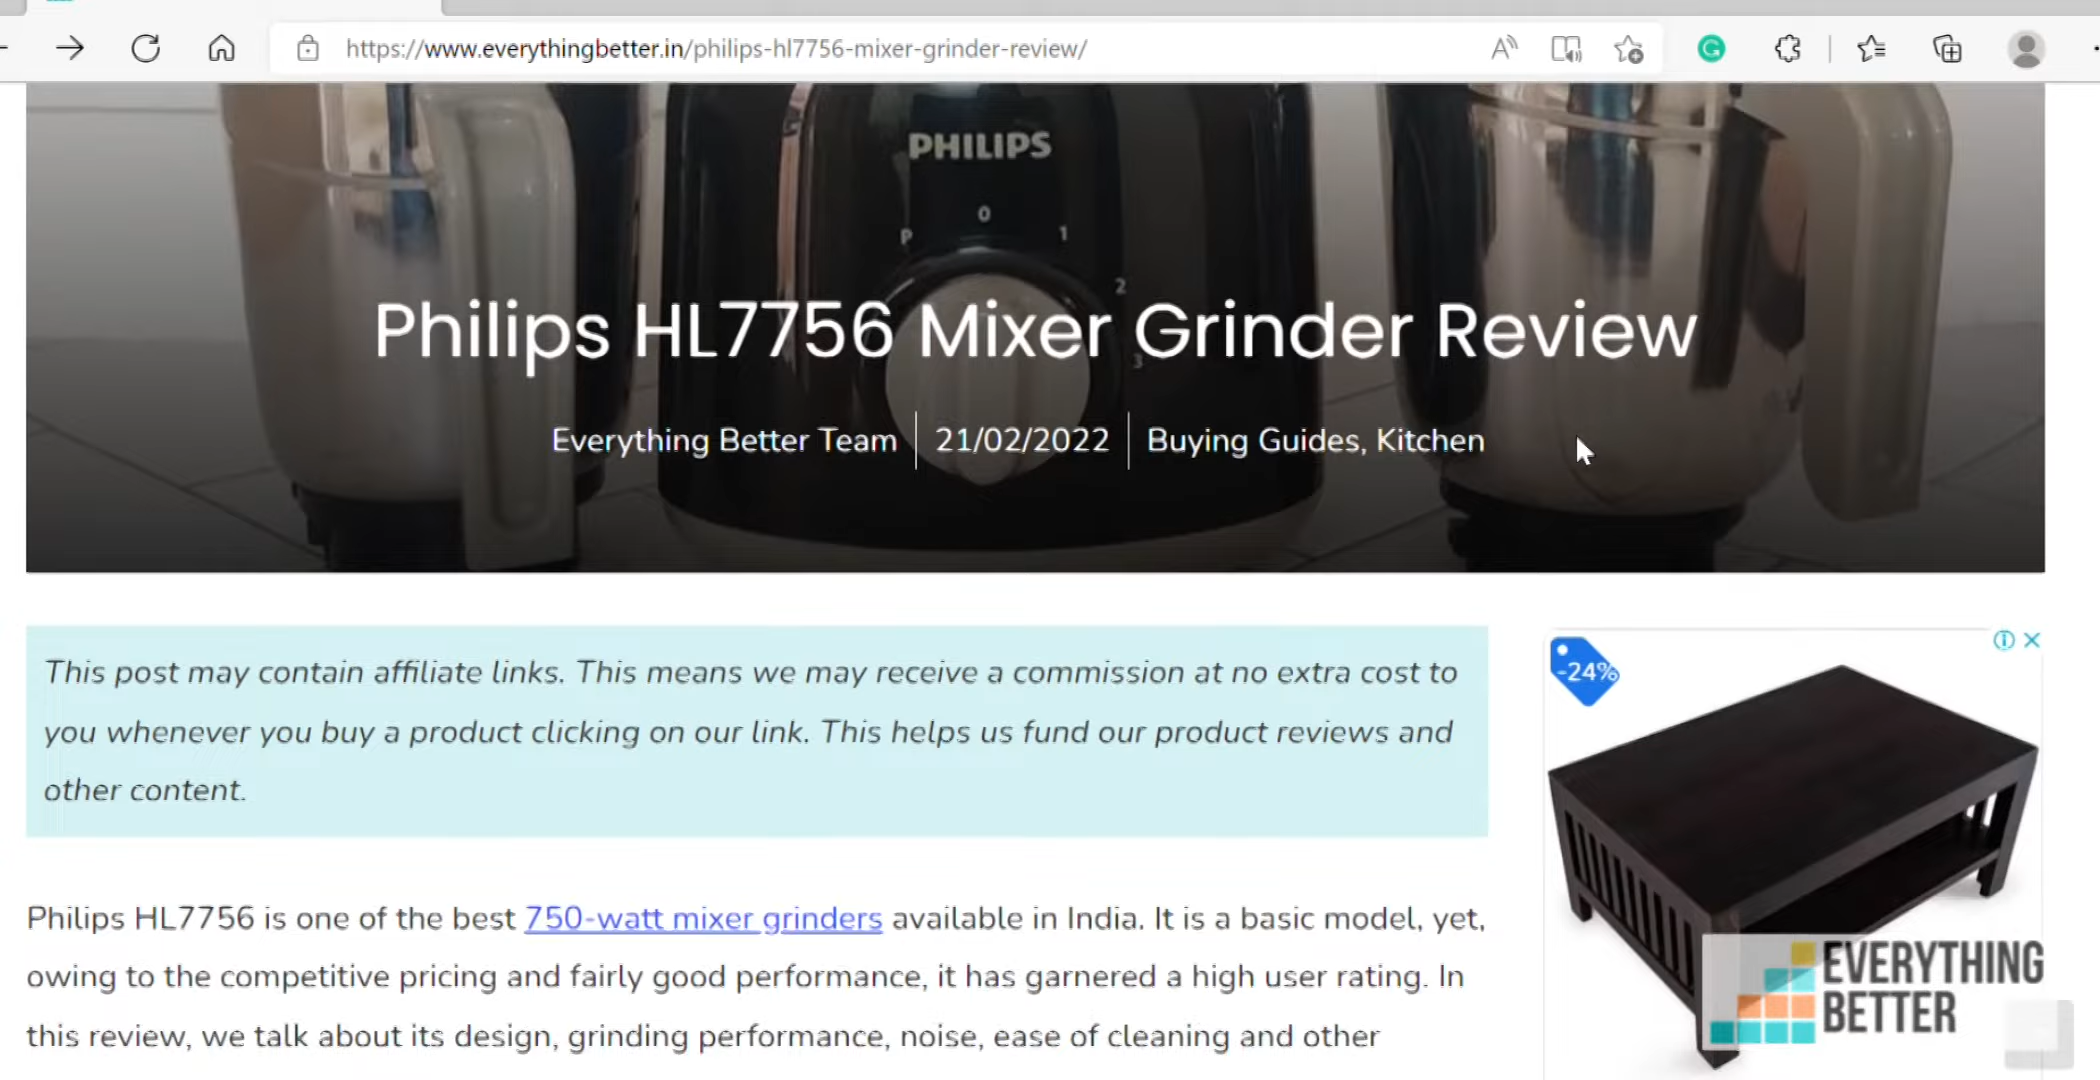 https://www.everythingbetter.in/philips-hl7756-mixer-grinder-review/
PHILIPS
0
P
1
2
3
Philips HL7756 Mixer Grinder Review
Everything Better Team
21/02/2022
Buying Guides, Kitchen
This post may contain affiliate links. This means we may receive a commission at no extra cost to
you whenever you buy a product clicking on our link. This helps us fund our product reviews and
other content.
-24%
Philips HL7756 is one of the best 750-watt mixer grinders available in India. It is a basic model, yet,
owing to the competitive pricing and fairly good performance, it has garnered a high user rating. In
this review, we talk about its design, grinding performance, noise, ease of cleaning and other
EVERYTHING
BETTER